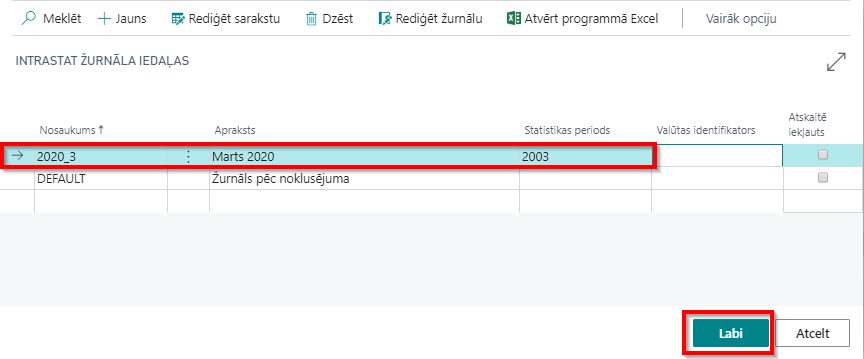 Meklēt Jauns Rediģēt sarakstu Dzēst Rediģēt žurnālu Atvērt programmā Excel Vairāk opciju
INTRASTAT ŽURNĀLA IEDAĻAS
Nosaukums ↑ Apraksts Statistikas periods Valūtas identifikators Atskaitē iekļauts
→ 2020_3 Marts 2020 2003
DEFAULT Žurnāls pēc noklusējuma
Labi Atcelt